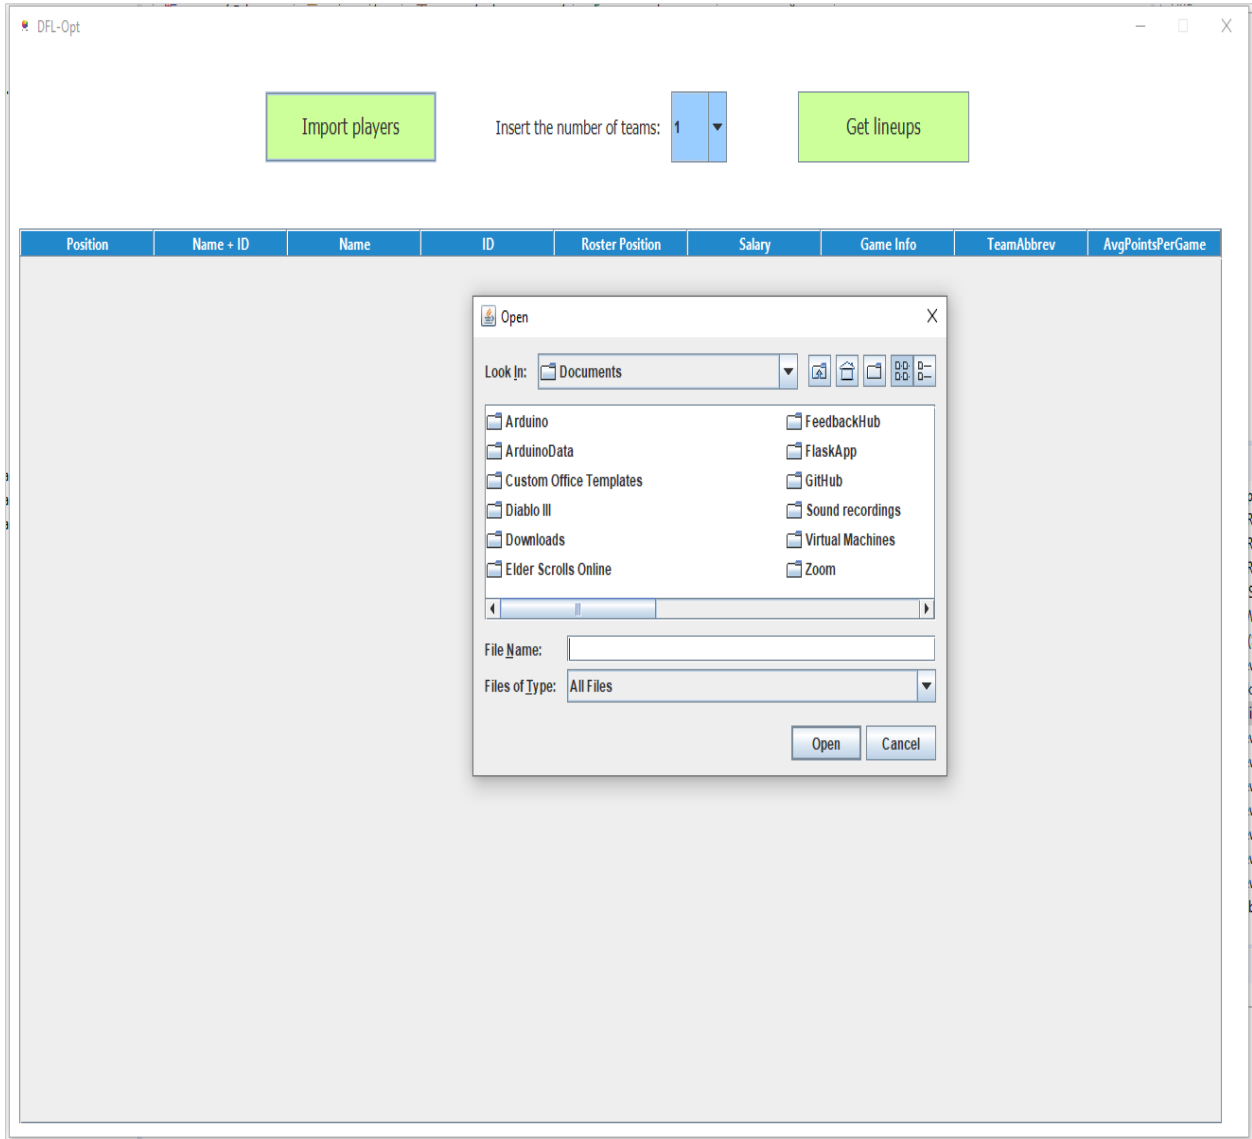 DFL-Opt
Import players
Insert the number of teams: 1
Get lineups
Position Name + ID Name ID Roster Position Salary Game Info TeamAbbrev AvgPointsPerGame
Open
Look In: Documents
Arduino
ArduinoData
Custom Office Templates
Diablo III
Downloads
Elder Scrolls Online
FeedbackHub
FlaskApp
GitHub
Sound recordings
Virtual Machines
Zoom
File Name:
Files of Type: All Files
Open Cancel